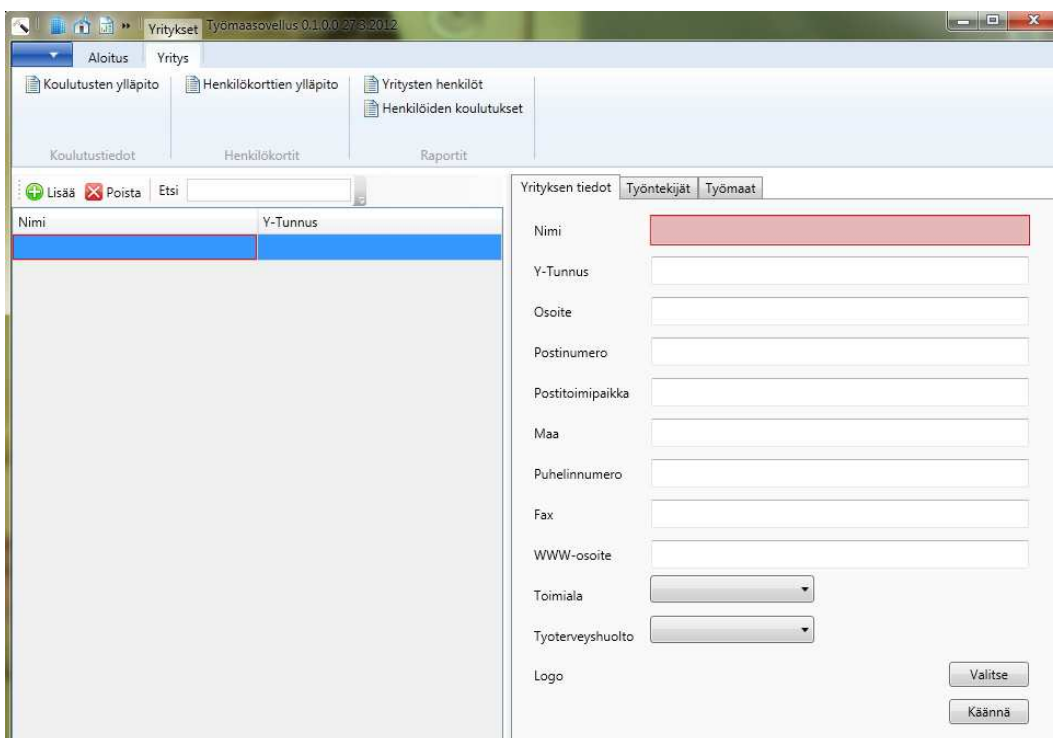 Yritykset Työmaasovellus 0.1.0.0 27.3.2012
Aloitus Yritys
Koulutusten ylläpito Henkilökorttien ylläpito Yritysten henkilöt
Henkilöiden koulutukset
Koulutustiedot Henkilökortit Raportit
Lisää Poista Etsi
Nimi Y-Tunnus
Yrityksen tiedot Työntekijät Työmaat
Nimi
Y-Tunnus
Osoite
Postinumero
Postitoimipaikka
Maa
Puhelinnumero
Fax
WWW-osoite
Toimiala
Tyoterveyshuolto
Logo Valitse
Käännä